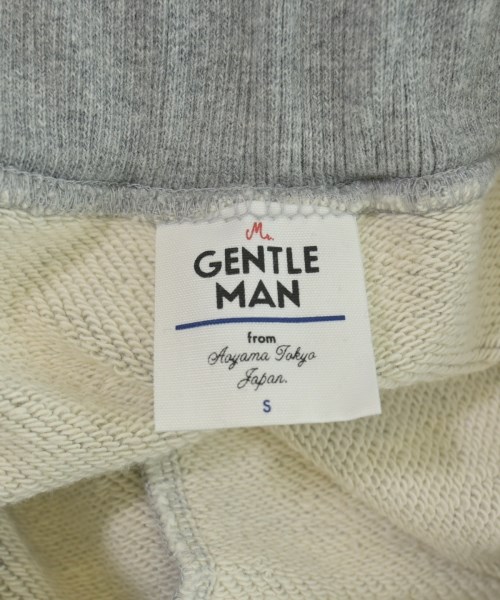 Mr.
GENTLE
MAN
from
Aoyama Tokyo
Japan.
S